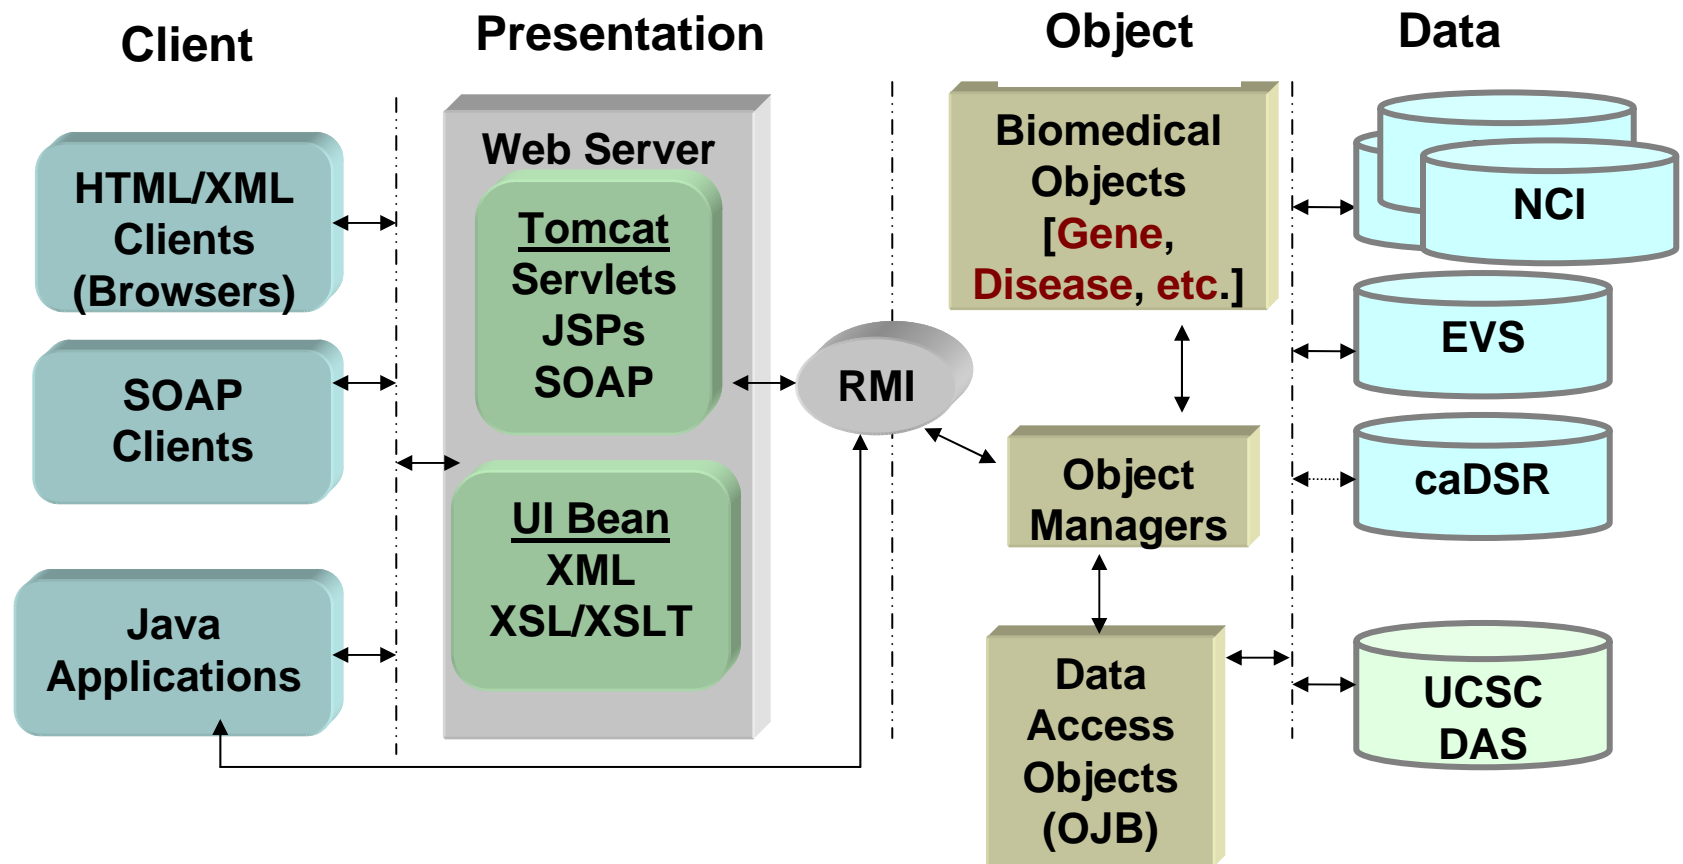 Client
Presentation
Object
Data
HTML/XML
Clients
(Browsers)
SOAP
Clients
Java
Applications
Web Server
Tomcat
Servlets
JSPs
SOAP
UI Bean
XML
XSL/XSLT
RMI
Biomedical
Objects
[Gene,
Disease, etc.]
Object
Managers
Data
Access
Objects
(OJB)
NCI
EVS
caDSR
UCSC
DAS